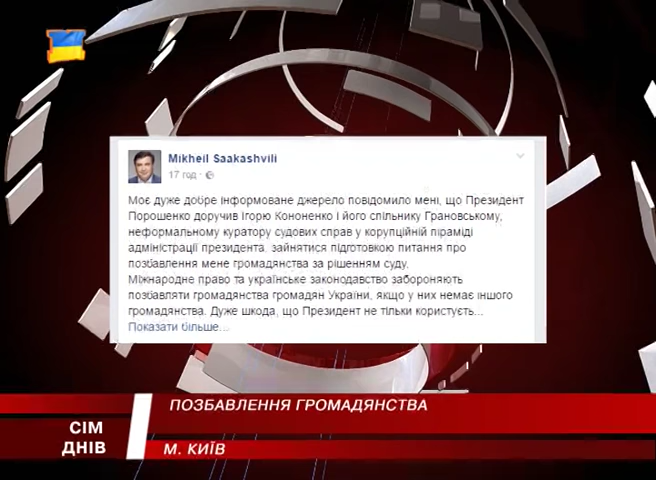 Mikheil Saakashvili
17 год ·
Моє дуже добре інформоване джерело повідомило мені, що Президент
Порошенко доручив Ігорю Кононенко і його спільнику Грановському,
неформальному куратору судових справ у корупційній піраміді
адміністрації президента, зайнятися підготовкою питання про
позбавлення мене громадянства за рішенням суду.
Міжнародне право та українське законодавство забороняють
позбавляти громадянства громадян України, якщо у них немає іншого
громадянства. Дуже шкода, що Президент не тільки користуєть...
Показати більше...
ПОЗБАВЛЕННЯ ГРОМАДЯНСТВА
СІМ
ДНІВ
М. КИЇВ